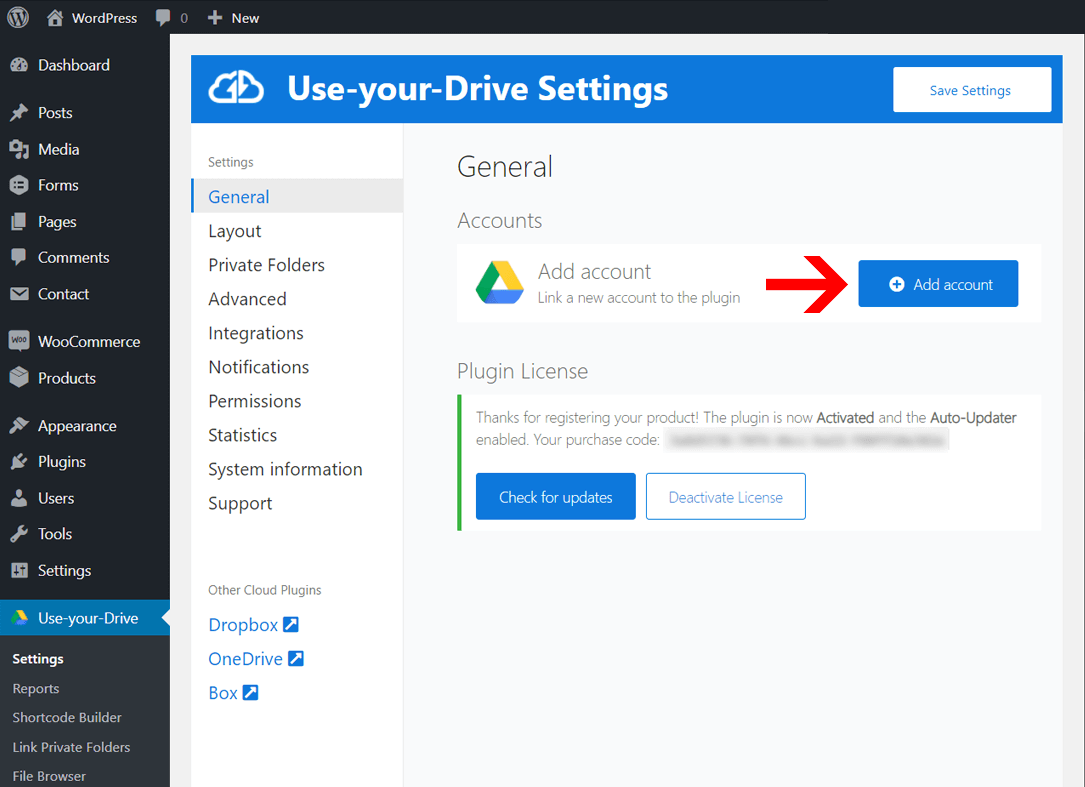 WordPress 0 New
Dashboard
Posts
Media
Forms
Pages
Comments
Contact
WOO WooCommerce
Products
Appearance
Plugins
Users
Tools
Settings
Use-your-Drive
Settings
Reports
Shortcode Builder
Link Private Folders
File Browser
Use-your-Drive Settings
Save Settings
Settings
General
Layout
Private Folders
Advanced
Integrations
Notifications
Permissions
Statistics
System information
Support
Other Cloud Plugins
Dropbox
OneDrive
Box
General
Accounts
Add account
Link a new account to the plugin
Add account
Plugin License
Thanks for registering your product! The plugin is now Activated and the Auto-Updater
enabled. Your purchase code:
Check for updates
Deactivate License